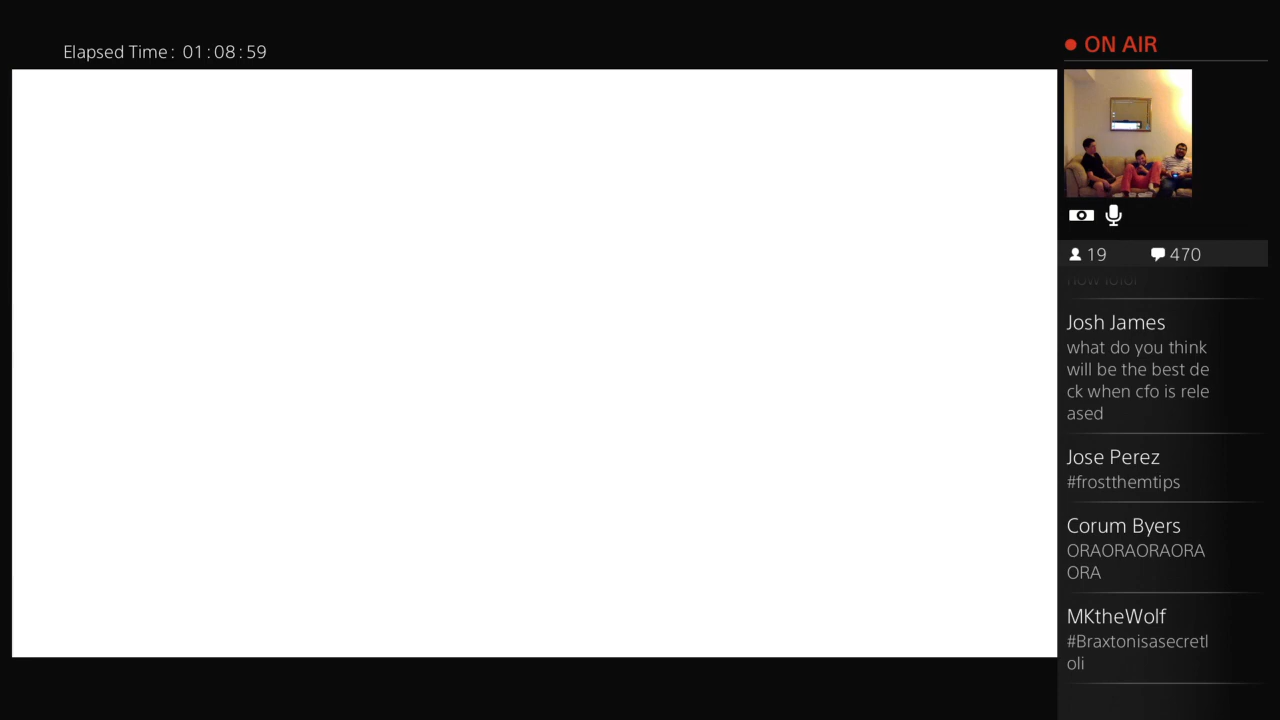 Elapsed Time: 01:08:59
ON AIR
19 470
Josh James
what do you think
will be the best de
ck when cfo is rele
ased
Jose Perez
#frostthemtips
Corum Byers
ORAORAORAORA
ORA
MKtheWolf
#Braxtonisasecretl
oli